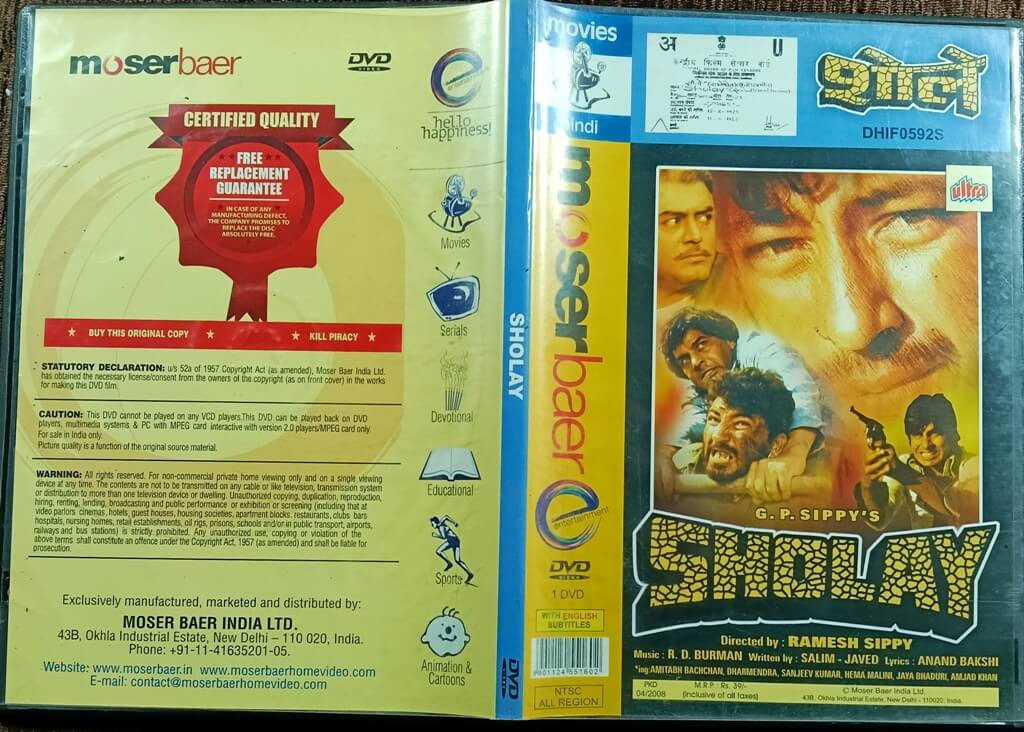 moserbaer
DVD
VIDEO
CERTIFIED QUALITY
FREE
REPLACEMENT
GUARANTEE
IN CASE OF ANY
MANUFACTURING DEFECT,
THE COMPANY PROMISES TO
REPLACE THE DISC
ABSOLUTELY FREE.
BUY THIS ORIGINAL COPY
KILL PIRACY
STATUTORY DECLARATION: u/s 52a of 1957 Copyright Act (as amended), Moser Baer India Ltd.
has obtained the necessary license/consent from the owners of the copyright (as on front cover) in the works
for making this DVD film.
CAUTION: This DVD cannot be played on any VCD players.This DVD can be played back on DVD
players, multimedia systems & PC with MPEG card interactive with version 2.0 players/MPEG card only.
For sale in India only.
Picture quality is a function of the original source material.
WARNING: All rights reserved. For non-commercial private home viewing only and on a single viewing
device at any time. The contents are not to be transmitted on any cable or like television, transmission system
or distribution to more than one television device or dwelling. Unauthorized copying, duplication, reproduction,
hiring, renting, lending, broadcasting and public performance or exhibition or screening (including that at
video parlors cinemas, hotels, guest houses, housing societies, apartment blocks, restaurants, clubs bars
hospitals, nursing homes, retail establishments, oil rigs, prisons, schools and/or in public transport, airports,
railways and bus stations) is strictly prohibited. Any unauthorized use, copying or violation of the
above terms shall constitute an offence under the Copyright Act, 1957 (as amended) and shall be liable for
prosecution.
Exclusively manufactured, marketed and distributed by:
MOSER BAER INDIA LTD.
43B, Okhla Industrial Estate, New Delhi – 110 020, India.
Phone: +91-11-41635201-05.
Website: www.moserbaer.in www.moserbaerhomevideo.com
E-mail: contact@moserbaerhomevideo.com
hello
happiness!
Movies
Serials
Devotional
Educational
Sports
Animation &
Cartoons
SHOLAY
DVD
movies
hindi
moserbaer
entertainment
DVD
VIDEO
1 DVD
WITH ENGLISH
SUBTITLES
8901124551602
NTSC
ALL REGION
अ U
केन्द्रीय फिल्म सेन्सर बोर्ड
Sholay
शोले
DHIF0592S
ultra
G.P.SIPPY'S
SHOLAY
Directed by : RAMESH SIPPY
Music : R. D. BURMAN Written by : SALIM - JAVED Lyrics : ANAND BAKSHI
*ing:AMITABH BACHCHAN, DHARMENDRA, SANJEEV KUMAR, HEMA MALINI, JAYA BHADURI, AMJAD KHAN
PKD
04/2008
M.R.P.: Rs. 39/-
(Inclusive of all taxes)
© Moser Baer India Ltd.
43B, Okhla Industrial Estate, New Delhi - 110020. India.